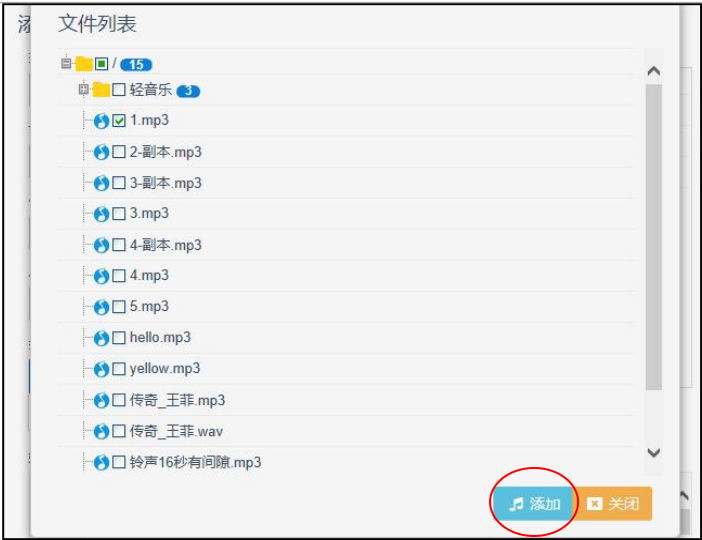 添
文件列表
/ 15
轻音乐 3
1.mp3
2-副本.mp3
3-副本.mp3
3.mp3
4-副本.mp3
4.mp3
5.mp3
hello.mp3
yellow.mp3
传奇_王菲.mp3
传奇_王菲.wav
铃声16秒有间隙.mp3
添加 关闭